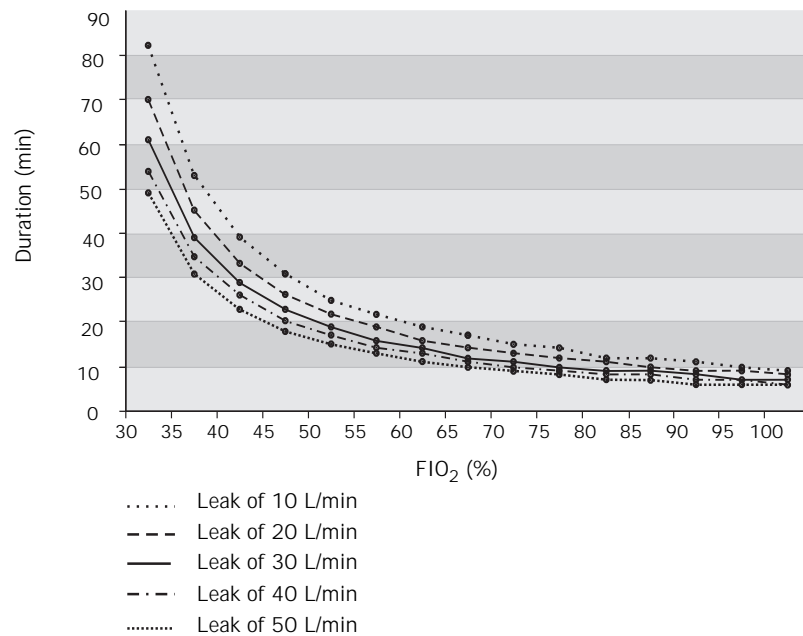 90
80
70
60
50
40
30
20
10
0
Duration (min)
30 35 40 45 50 55 60 65 70 75 80 85 90 95 100
FIO2 (%)
Leak of 10 L/min
Leak of 20 L/min
Leak of 30 L/min
Leak of 40 L/min
Leak of 50 L/min